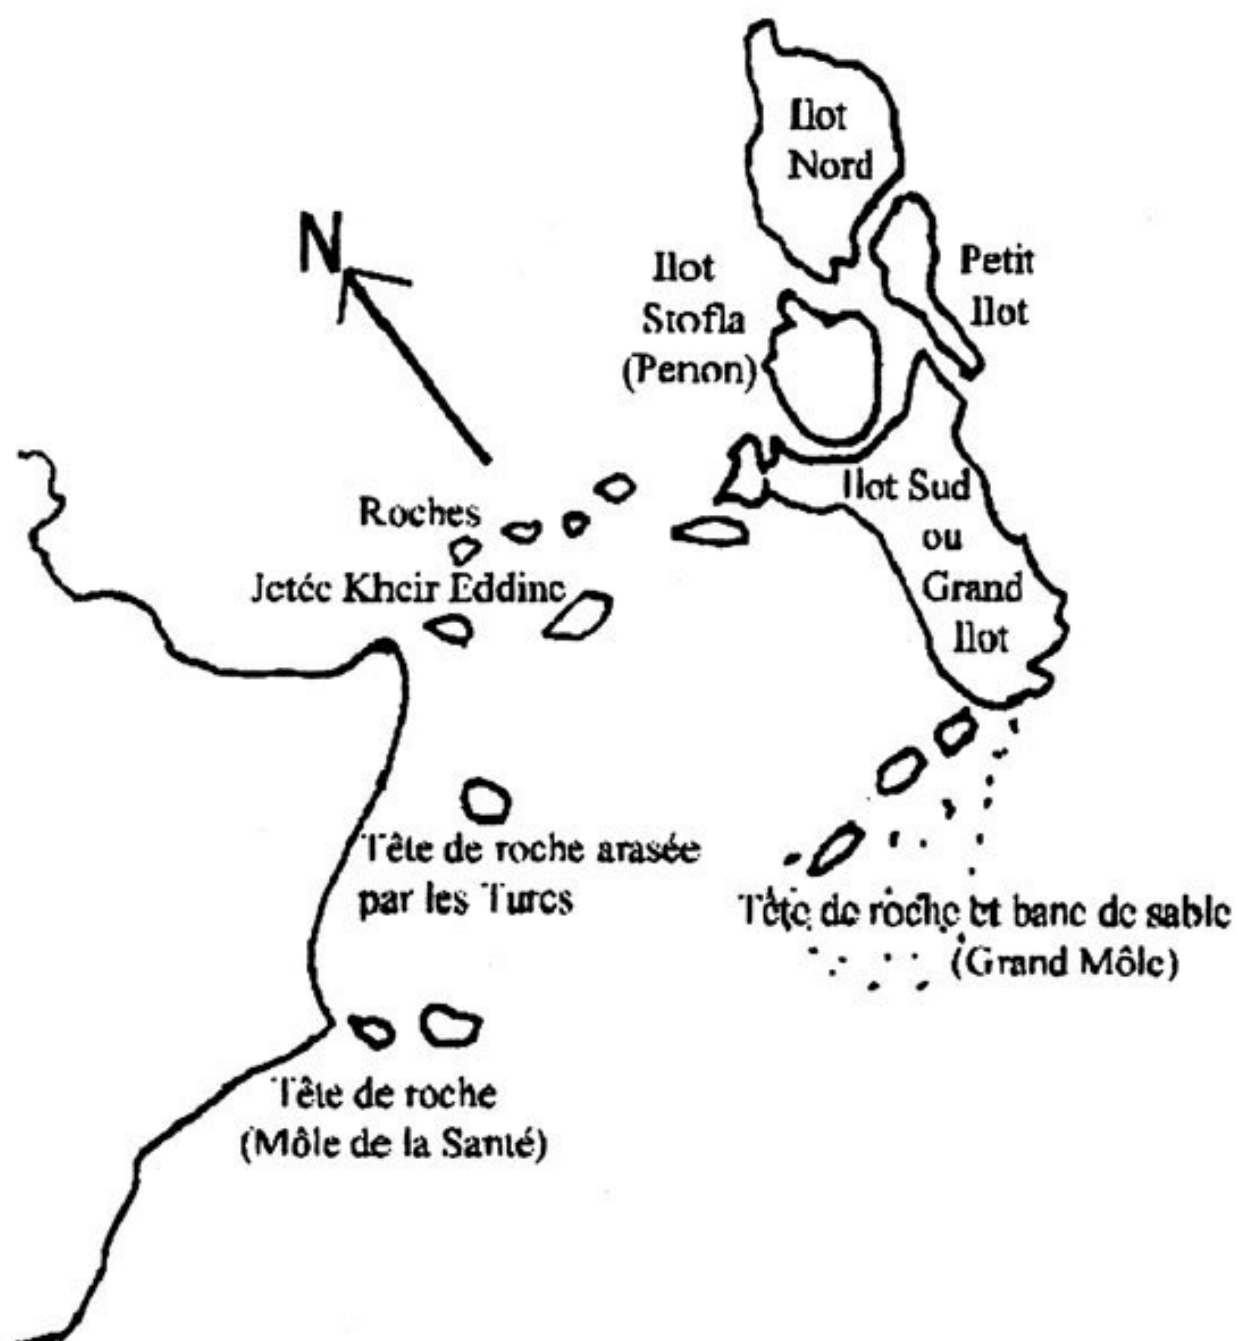 Ilot
Nord
N
Petit
Ilot
Ilot
Stofla
(Penon)
Ilot Sud
ou
Grand
Ilot
Roches
Jetée Kheir Eddine
Tête de roche arasée
par les Turcs
Tête de roche et banc de sable
(Grand Môle)
Tête de roche
(Môle de la Santé)